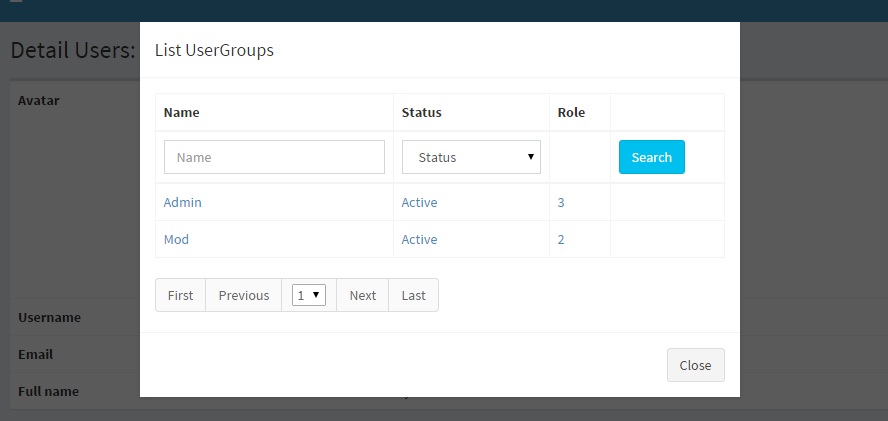 Detail Users:
List UserGroups
Avatar
Name Status Role
Name Status Search
Admin Active 3
Mod Active 2
First Previous 1 Next Last
Username
Email
Close
Full name